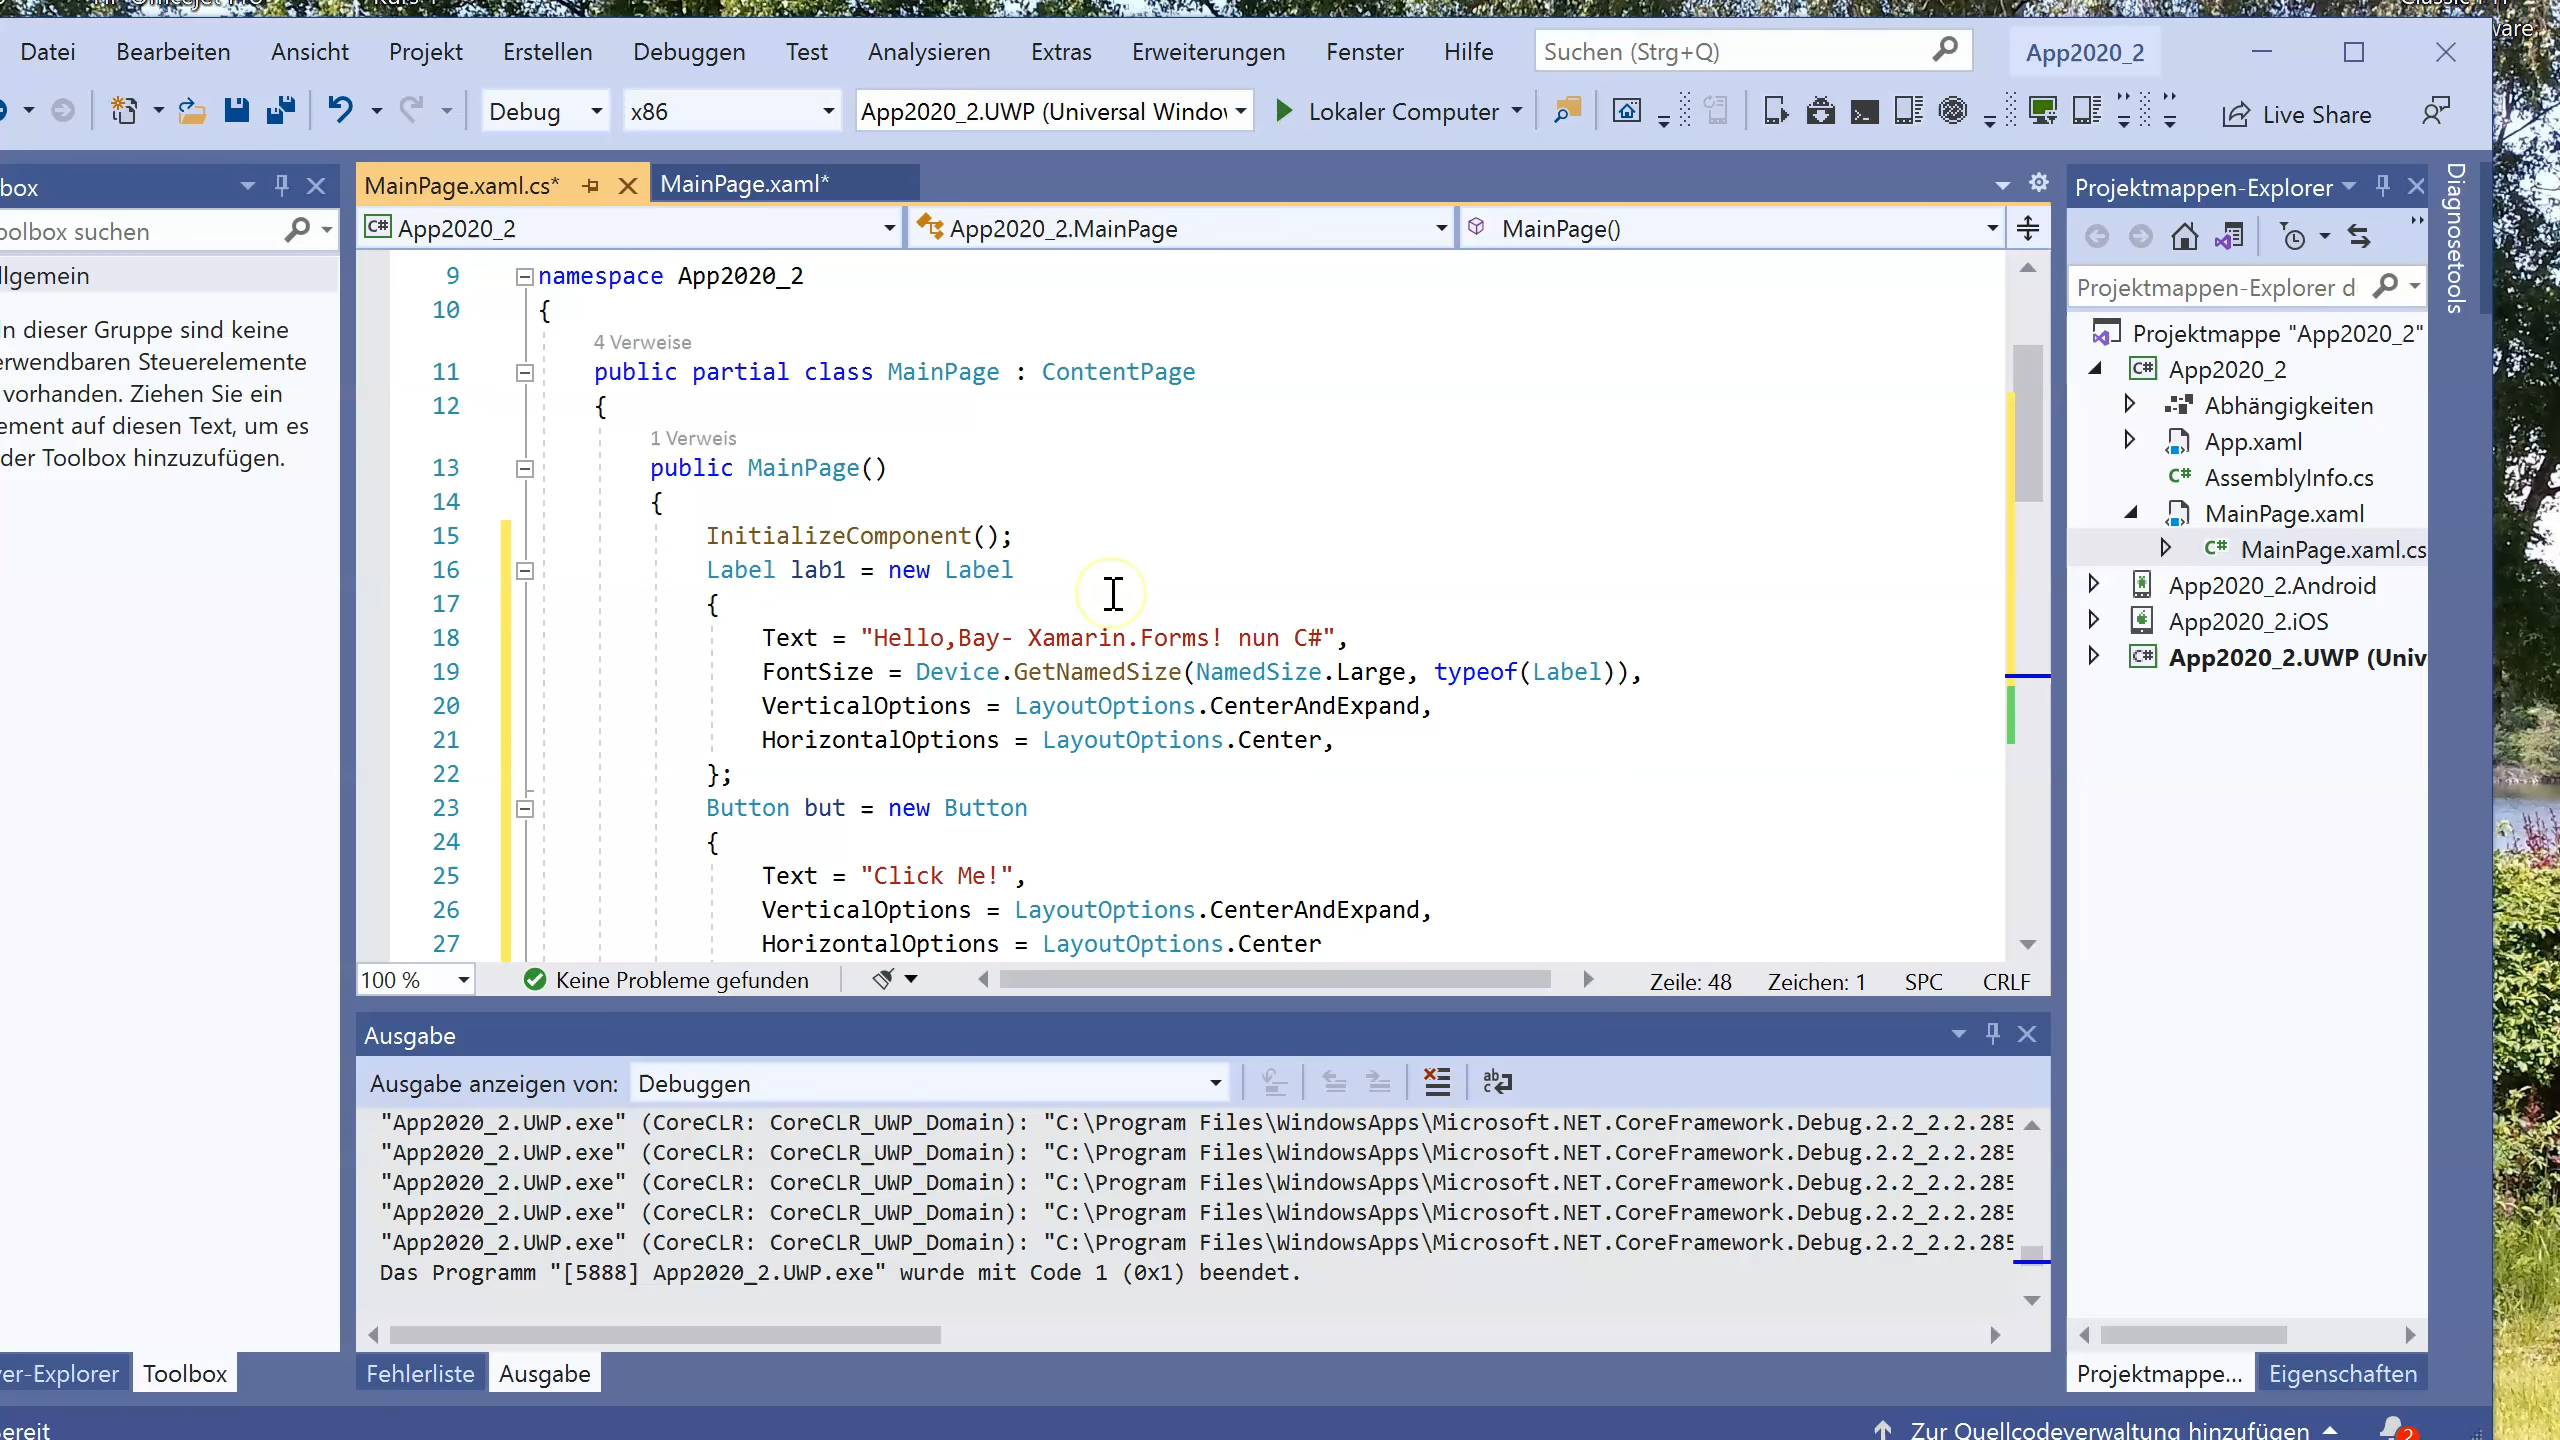 Datei Bearbeiten Ansicht Projekt Erstellen Debuggen Test Analysieren Extras Erweiterungen Fenster Hilfe Suchen (Strg+Q) App2020_2
Debug x86 App2020_2.UWP (Universal Window Lokaler Computer Live Share
box
oolbox suchen
llgemein
n dieser Gruppe sind keine
erwendbaren Steuerelemente
vorhanden. Ziehen Sie ein
ement auf diesen Text, um es
der Toolbox hinzuzufügen.
MainPage.xaml.cs* MainPage.xaml*
C# App2020_2 App2020_2.MainPage MainPage()
9 namespace App2020_2
10 {
4 Verweise
11 public partial class MainPage : ContentPage
12 {
1 Verweis
13 public MainPage()
14 {
15 InitializeComponent();
16 Label lab1 = new Label
17 {
18 Text = "Hello,Bay- Xamarin.Forms! nun C#",
19 FontSize = Device.GetNamedSize(NamedSize.Large, typeof(Label)),
20 VerticalOptions = LayoutOptions.CenterAndExpand,
21 HorizontalOptions = LayoutOptions.Center,
22 };
23 Button but = new Button
24 {
25 Text = "Click Me!",
26 VerticalOptions = LayoutOptions.CenterAndExpand,
27 HorizontalOptions = LayoutOptions.Center
100 % Keine Probleme gefunden Zeile: 48 Zeichen: 1 SPC CRLF
Ausgabe
Ausgabe anzeigen von: Debuggen
"App2020_2.UWP.exe" (CoreCLR: CoreCLR_UWP_Domain): "C:\Program Files\WindowsApps\Microsoft.NET.CoreFramework.Debug.2.2_2.2.285
"App2020_2.UWP.exe" (CoreCLR: CoreCLR_UWP_Domain): "C:\Program Files\WindowsApps\Microsoft.NET.CoreFramework.Debug.2.2_2.2.285
"App2020_2.UWP.exe" (CoreCLR: CoreCLR_UWP_Domain): "C:\Program Files\WindowsApps\Microsoft.NET.CoreFramework.Debug.2.2_2.2.285
"App2020_2.UWP.exe" (CoreCLR: CoreCLR_UWP_Domain): "C:\Program Files\WindowsApps\Microsoft.NET.CoreFramework.Debug.2.2_2.2.285
"App2020_2.UWP.exe" (CoreCLR: CoreCLR_UWP_Domain): "C:\Program Files\WindowsApps\Microsoft.NET.CoreFramework.Debug.2.2_2.2.285
Das Programm "[5888] App2020_2.UWP.exe" wurde mit Code 1 (0x1) beendet.
er-Explorer Toolbox
Fehlerliste Ausgabe
Projektmappen-Explorer
Projektmappen-Explorer d
Projektmappe "App2020_2"
C# App2020_2
Abhängigkeiten
App.xaml
C# AssemblyInfo.cs
MainPage.xaml
C# MainPage.xaml.cs
App2020_2.Android
App2020_2.iOS
C# App2020_2.UWP (Univ
Projektmappe... Eigenschaften
Diagnosetools
ereit Zur Quellcodeverwaltung hinzufügen 2